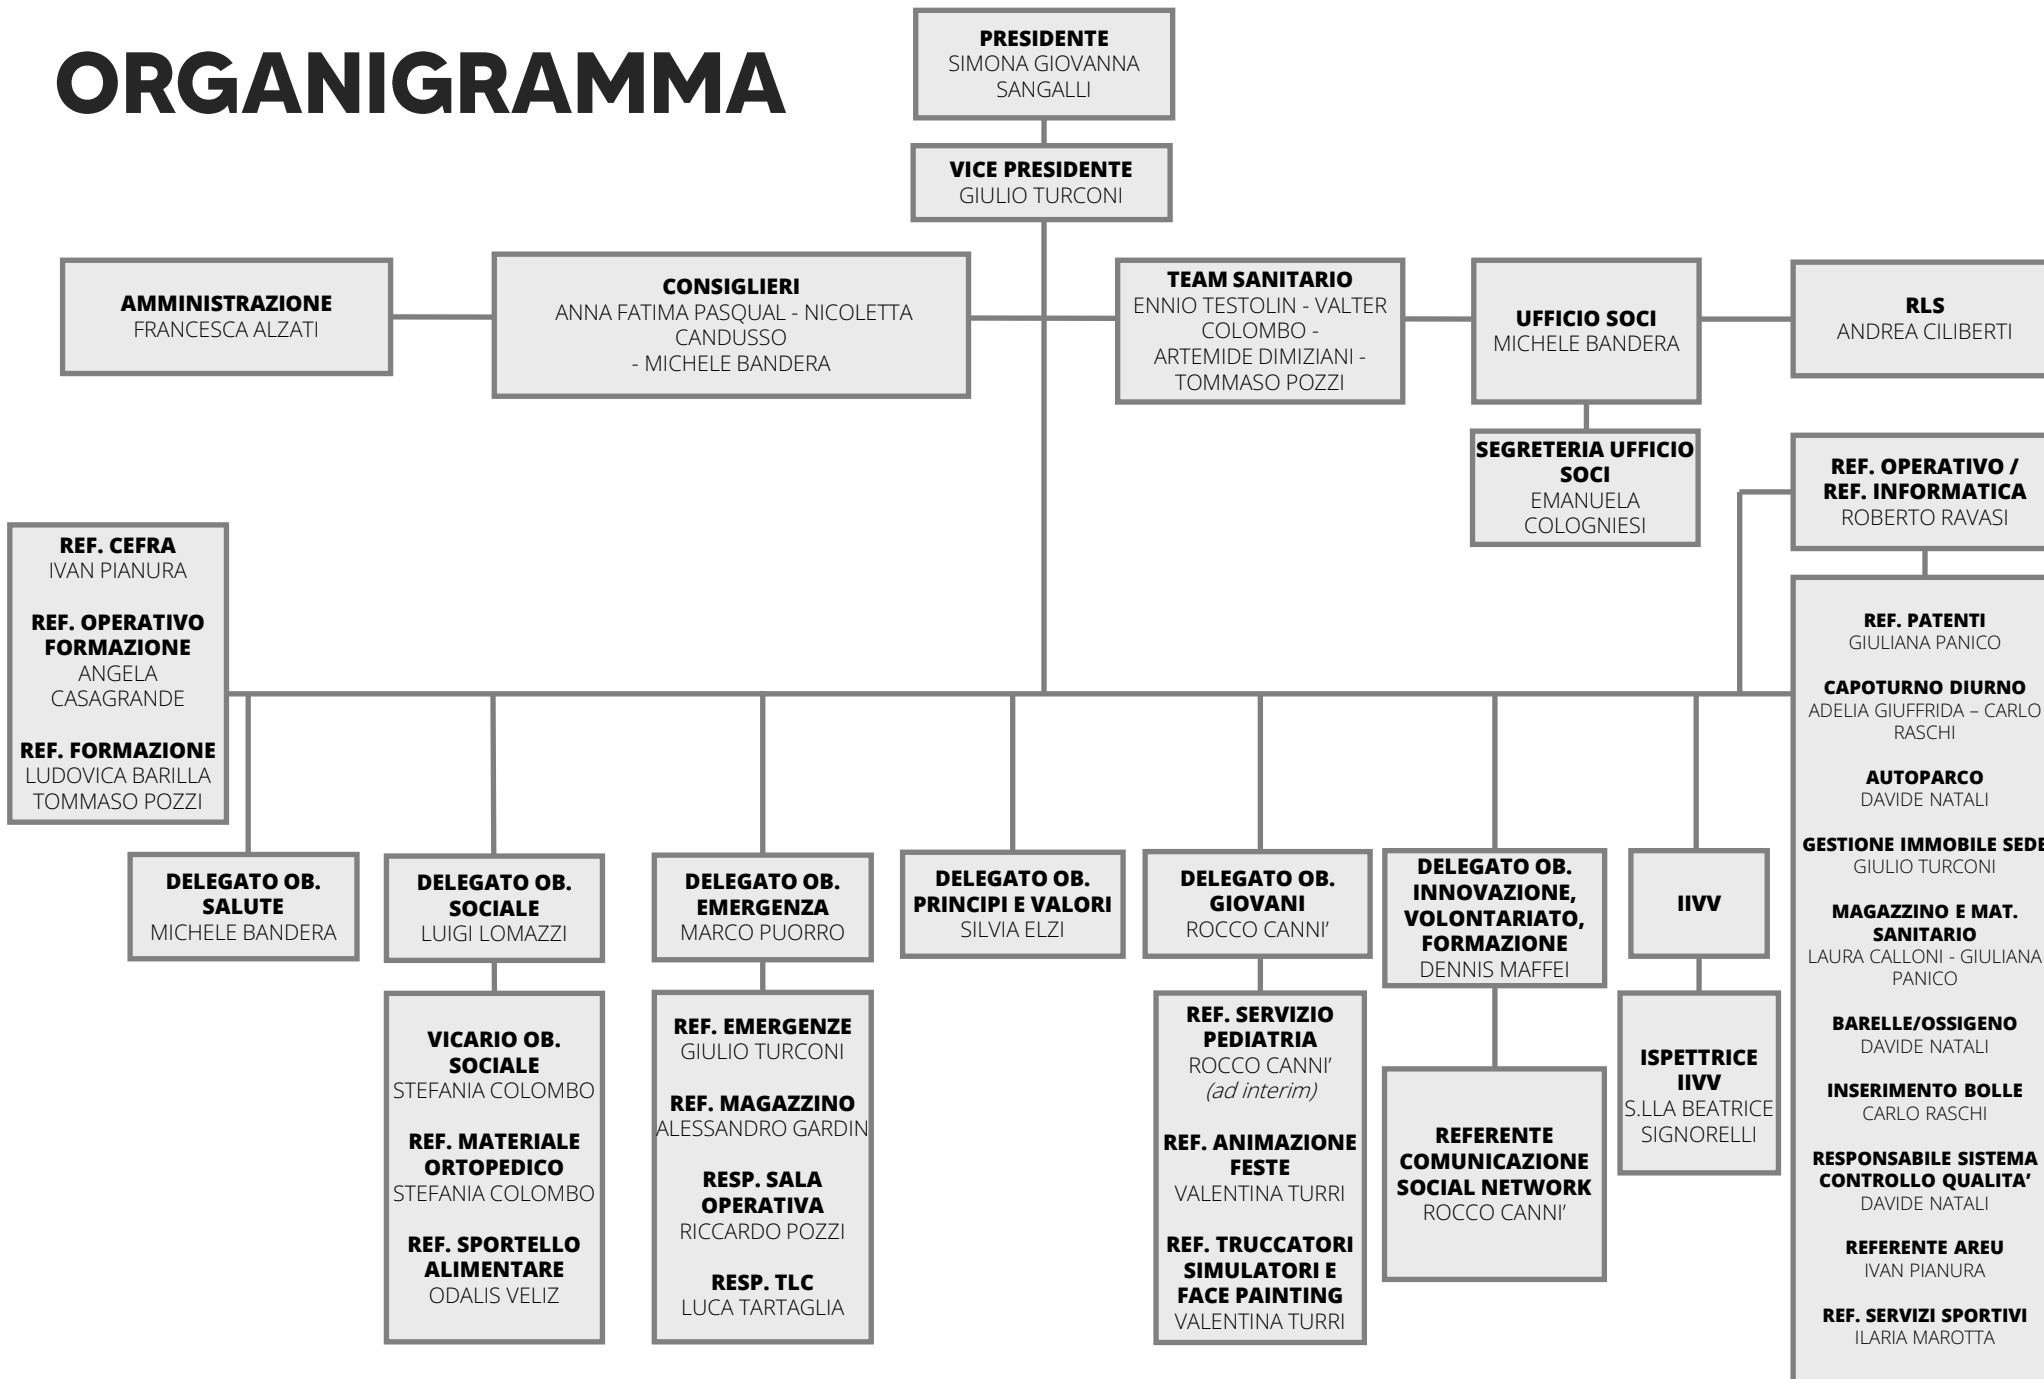 ORGANIGRAMMA
PRESIDENTE
SIMONA GIOVANNA
SANGALLI
VICE PRESIDENTE
GIULIO TURCONI
AMMINISTRAZIONE
FRANCESCA ALZATI
CONSIGLIERI
ANNA FATIMA PASQUAL - NICOLETTA
CANDUSSO
- MICHELE BANDERA
TEAM SANITARIO
ENNIO TESTOLIN - VALTER
COLOMBO -
ARTEMIDE DIMIZIANI -
TOMMASO POZZI
UFFICIO SOCI
MICHELE BANDERA
RLS
ANDREA CILIBERTI
SEGRETERIA UFFICIO
SOCI
EMANUELA
COLOGNIESI
REF. OPERATIVO /
REF. INFORMATICA
ROBERTO RAVASI
REF. CEFRA
IVAN PIANURA
REF. OPERATIVO
FORMAZIONE
ANGELA
CASAGRANDE
REF. FORMAZIONE
LUDOVICA BARILLA
TOMMASO POZZI
DELEGATO OB.
SALUTE
MICHELE BANDERA
DELEGATO OB.
SOCIALE
LUIGI LOMAZZI
VICARIO OB.
SOCIALE
STEFANIA COLOMBO
REF. MATERIALE
ORTOPEDICO
STEFANIA COLOMBO
REF. SPORTELLO
ALIMENTARE
ODALIS VELIZ
DELEGATO OB.
EMERGENZA
MARCO PUORRO
REF. EMERGENZE
GIULIO TURCONI
REF. MAGAZZINO
ALESSANDRO GARDIN
RESP. SALA
OPERATIVA
RICCARDO POZZI
RESP. TLC
LUCA TARTAGLIA
DELEGATO OB.
PRINCIPI E VALORI
SILVIA ELZI
DELEGATO OB.
GIOVANI
ROCCO CANNI’
REF. SERVIZIO
PEDIATRIA
ROCCO CANNI’
(ad interim)
REF. ANIMAZIONE
FESTE
VALENTINA TURRI
REF. TRUCCATORI
SIMULATORI E
FACE PAINTING
VALENTINA TURRI
DELEGATO OB.
INNOVAZIONE,
VOLONTARIATO,
FORMAZIONE
DENNIS MAFFEI
REFERENTE
COMUNICAZIONE
SOCIAL NETWORK
ROCCO CANNI’
IIVV
ISPETTRICE
IIVV
S.LLA BEATRICE
SIGNORELLI
REF. PATENTI
GIULIANA PANICO
CAPOTURNO DIURNO
ADELIA GIUFFRIDA – CARLO
RASCHI
AUTOPARCO
DAVIDE NATALI
GESTIONE IMMOBILE SEDE
GIULIO TURCONI
MAGAZZINO E MAT.
SANITARIO
LAURA CALLONI - GIULIANA
PANICO
BARELLE/OSSIGENO
DAVIDE NATALI
INSERIMENTO BOLLE
CARLO RASCHI
RESPONSABILE SISTEMA
CONTROLLO QUALITA’
DAVIDE NATALI
REFERENTE AREU
IVAN PIANURA
REF. SERVIZI SPORTIVI
ILARIA MAROTTA